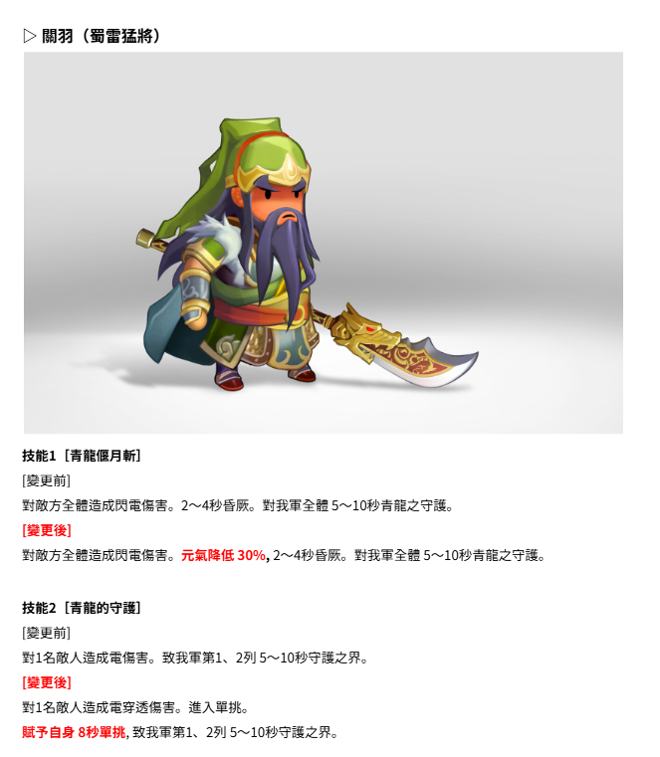 ▷ 關羽（蜀雷猛將）
技能1［青龍偃月斬］
[變更前]
對敵方全體造成閃電傷害。2～4秒昏厥。對我軍全體 5～10秒青龍之守護。
[變更後]
對敵方全體造成閃電傷害。元氣降低 30%, 2～4秒昏厥。對我軍全體 5～10秒青龍之守護。
技能2［青龍的守護］
[變更前]
對1名敵人造成電傷害。致我軍第1、2列 5～10秒守護之界。
[變更後]
對1名敵人造成電穿透傷害。進入單挑。
賦予自身 8秒單挑, 致我軍第1、2列 5～10秒守護之界。